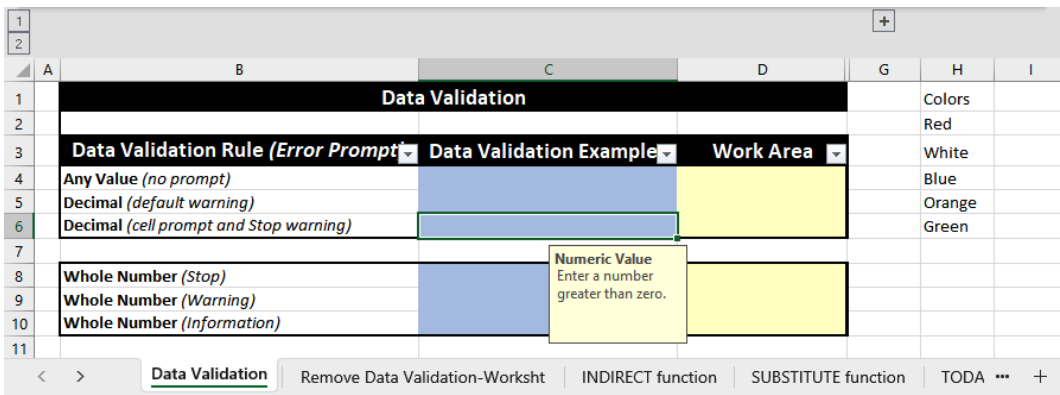 1
2
+
A B C D G H I
1 Data Validation Colors
2 Red
3 Data Validation Rule (Error Prompt) Data Validation Example Work Area White
4 Any Value (no prompt) Blue
5 Decimal (default warning) Orange
6 Decimal (cell prompt and Stop warning) Green
7
Numeric Value
Enter a number
greater than zero.
8 Whole Number (Stop)
9 Whole Number (Warning)
10 Whole Number (Information)
11
< > Data Validation Remove Data Validation-Worksht INDIRECT function SUBSTITUTE function TODA ••• +